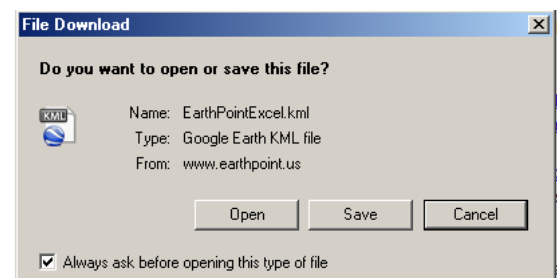 File Download
Do you want to open or save this file?
KML
Name: EarthPointExcel.kml
Type: Google Earth KML file
From: www.earthpoint.us
Open Save Cancel
Always ask before opening this type of file